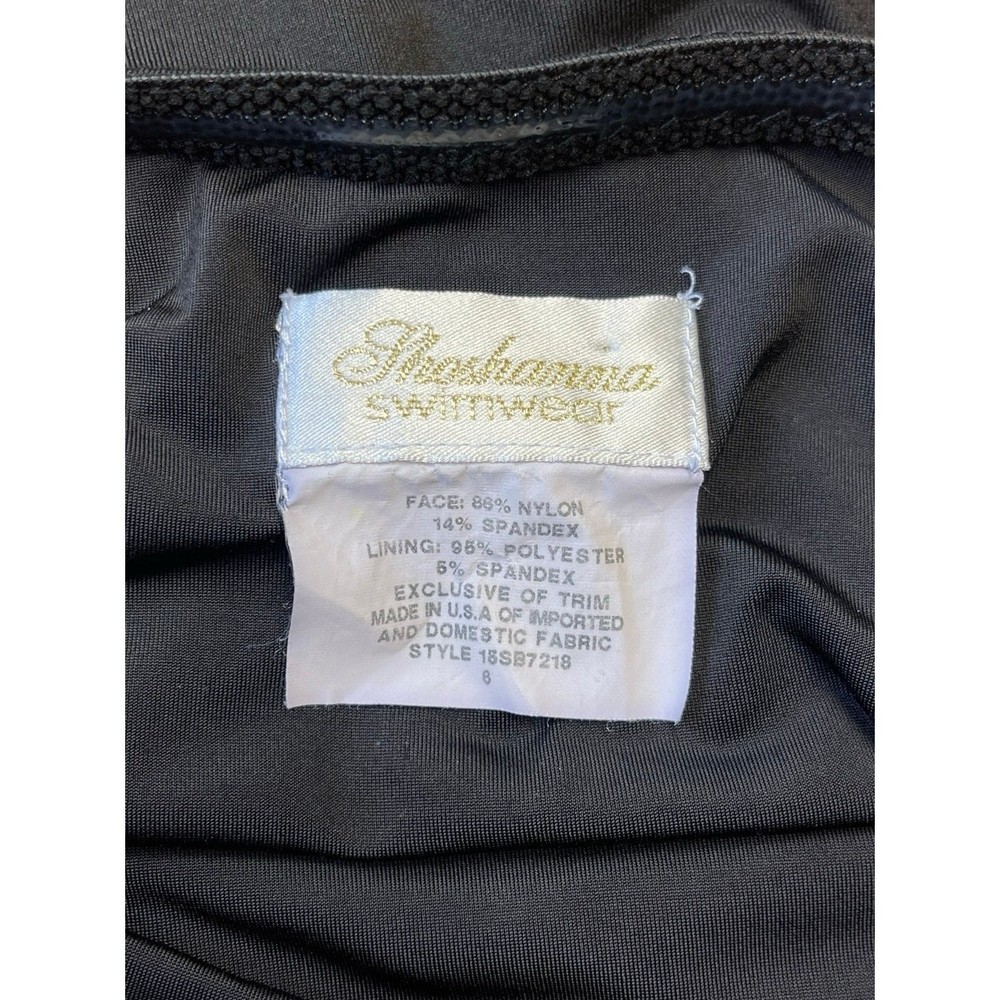 Shoshanna
swimwear
FACE: 86% NYLON
14% SPANDEX
LINING: 95% POLYESTER
5% SPANDEX
EXCLUSIVE OF TRIM
MADE IN U.S.A OF IMPORTED
AND DOMESTIC FABRIC
STYLE 15SB7218
8